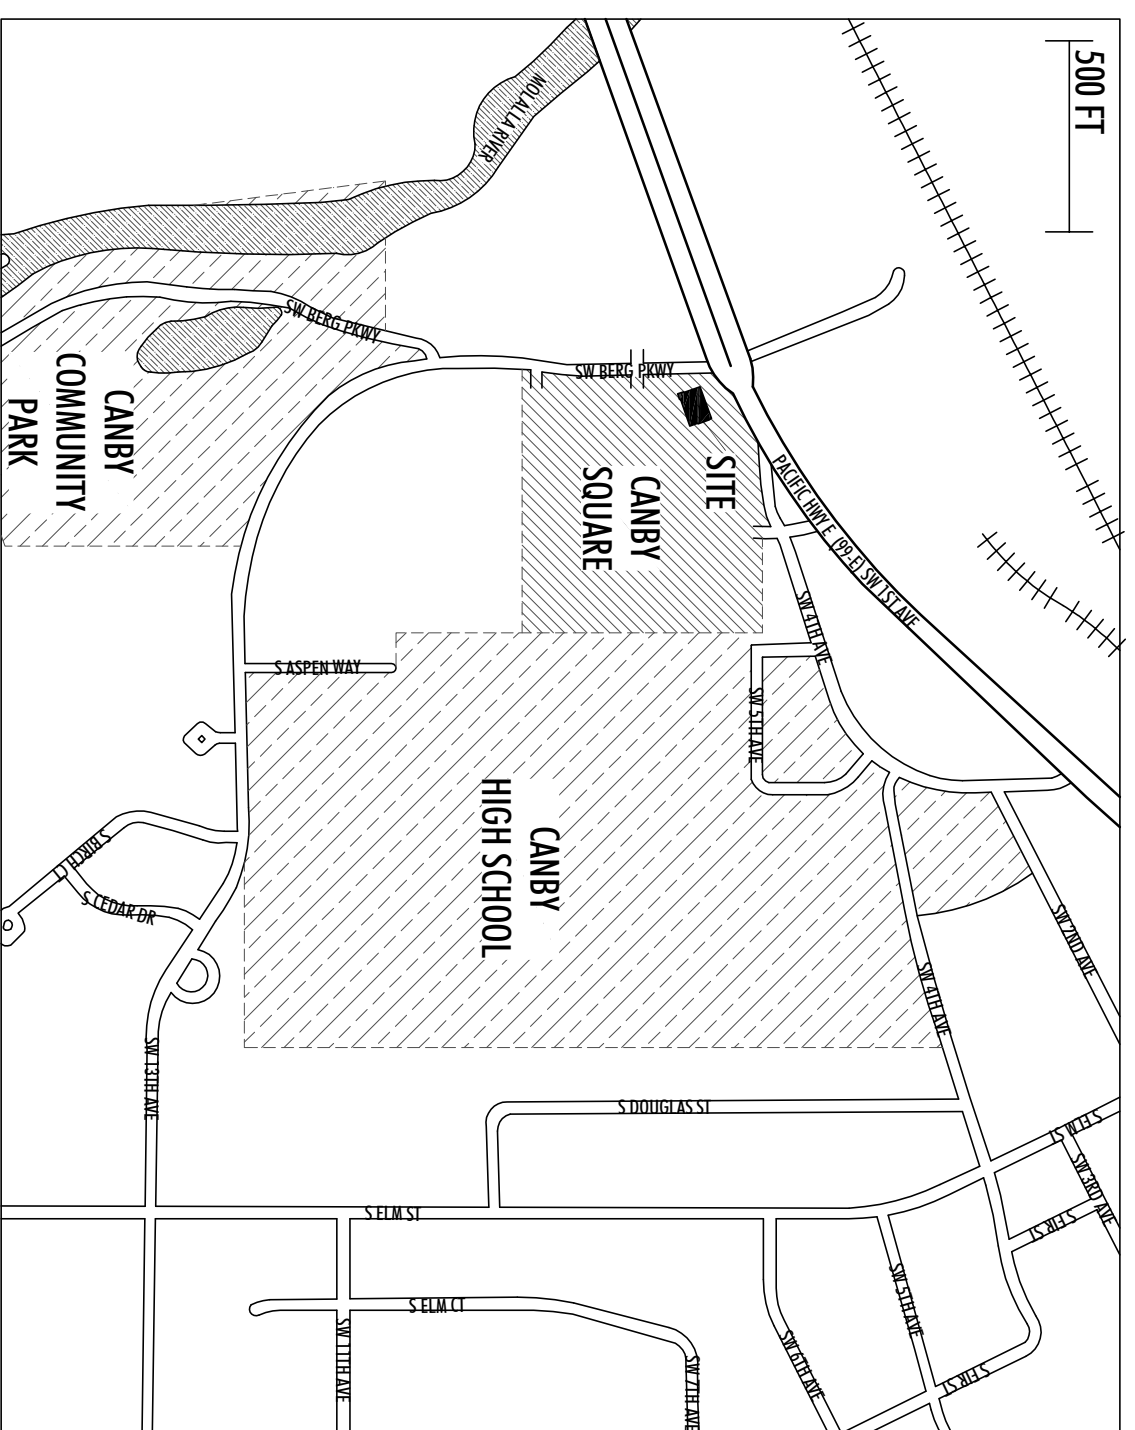 500 FT
MOLALLA RIVER
SW BERG PKWY
SW BERG PKWY
CANBY
COMMUNITY
PARK
SITE
CANBY
SQUARE
PACIFIC HWY E (99-E) SW 1ST AVE
SW 4TH AVE
SW 5TH AVE
S ASPEN WAY
CANBY
HIGH SCHOOL
S BIRCH
S CEDAR DR
SW 2ND AVE
SW 4TH AVE
SW 13TH AVE
S DOUGLAS ST
S ELM ST
SW 3RD AVE
S FIR ST
S ELM ST
SW 5TH AVE
S ELM CT
SW 11TH AVE
SW 7TH AVE
SW 6TH AVE
S FIR ST